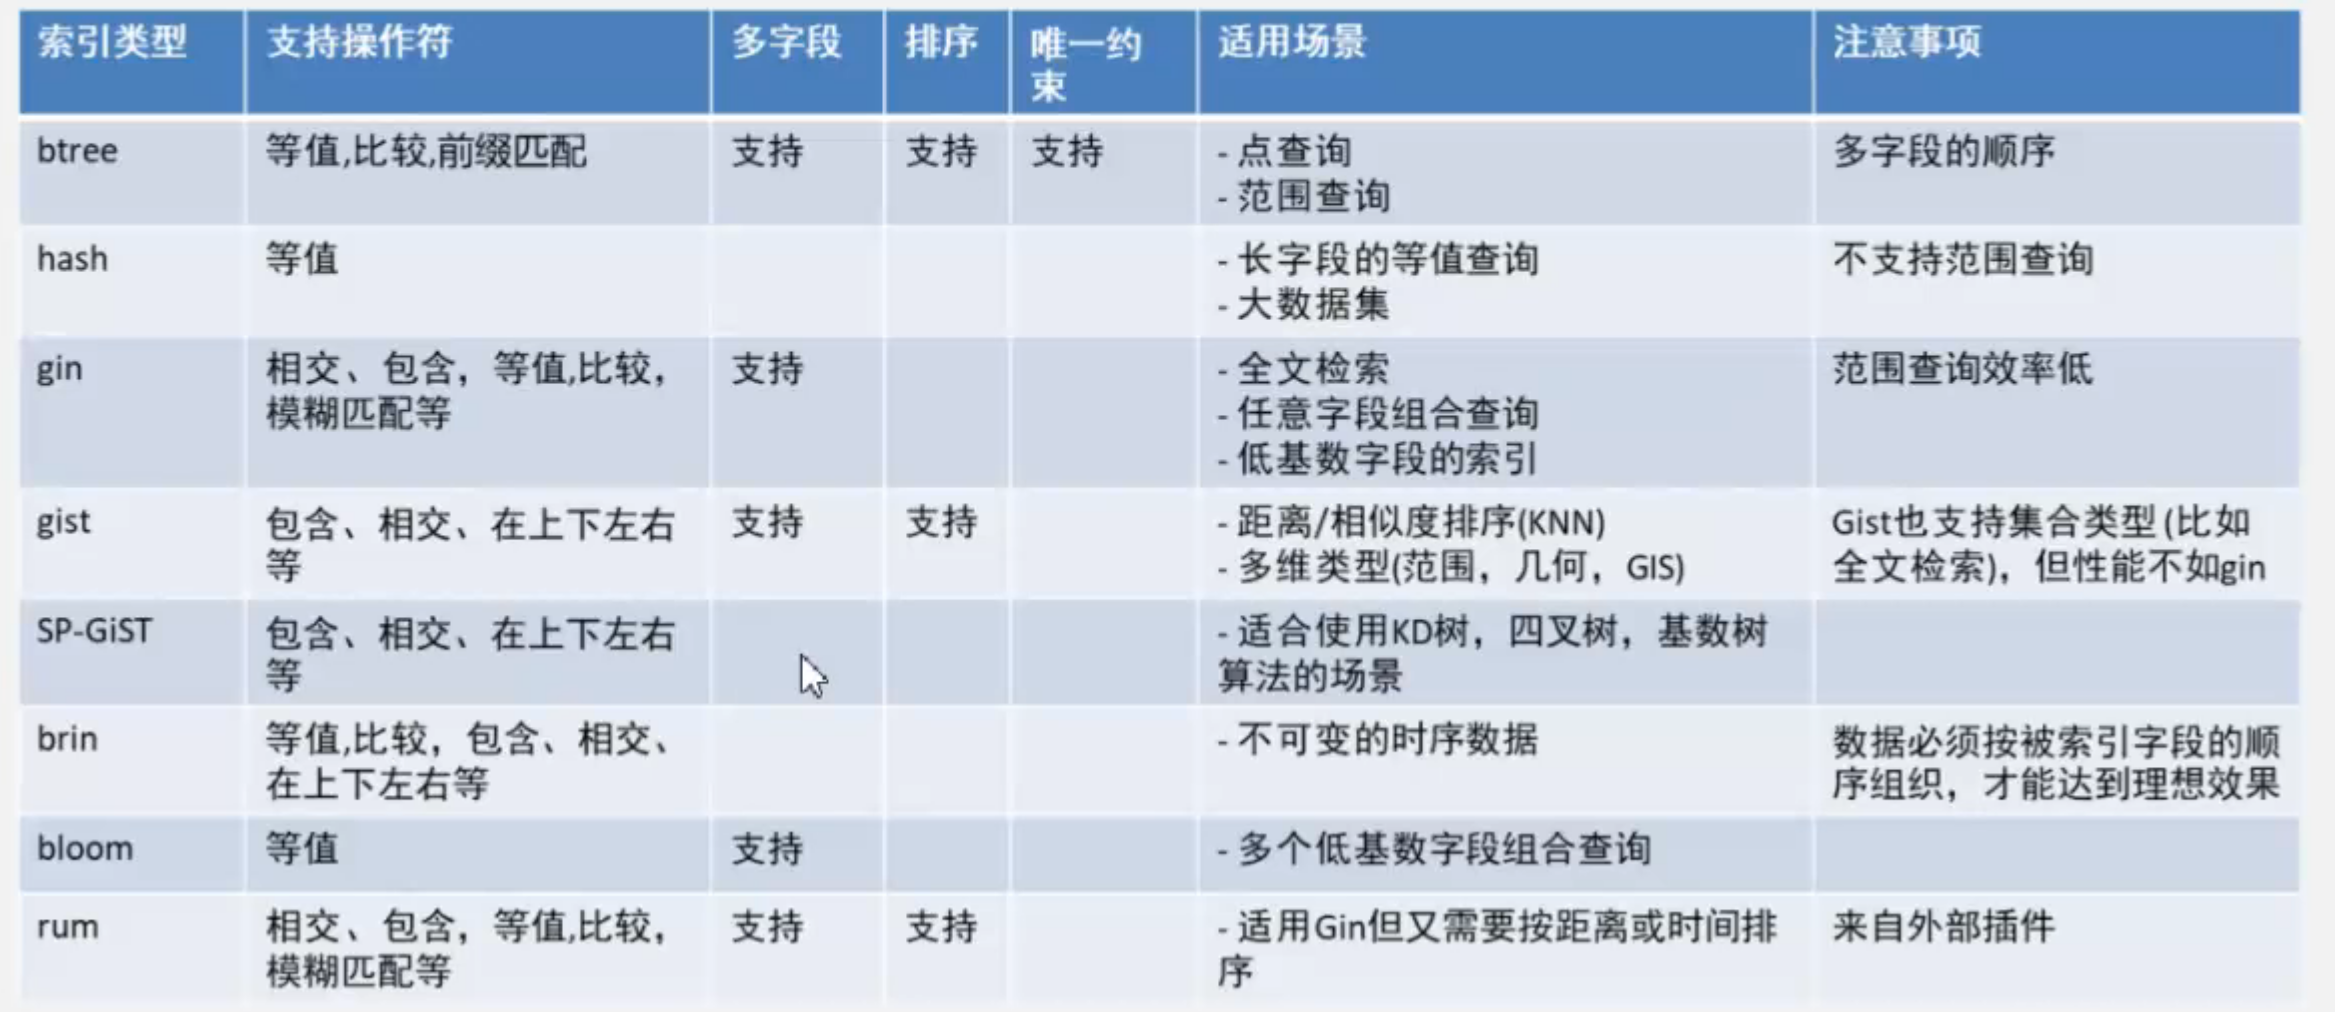 索引类型 支持操作符 多字段 排序 唯一约束 适用场景 注意事项
btree 等值,比较,前缀匹配 支持 支持 支持 - 点查询 多字段的顺序
- 范围查询
hash 等值 - 长字段的等值查询 不支持范围查询
- 大数据集
gin 相交、包含，等值,比较， 支持 - 全文检索 范围查询效率低
模糊匹配等 - 任意字段组合查询
- 低基数字段的索引
gist 包含、相交、在上下左右 支持 支持 - 距离/相似度排序(KNN) Gist也支持集合类型(比如
等 - 多维类型(范围，几何，GIS) 全文检索)，但性能不如gin
SP-GiST 包含、相交、在上下左右 - 适合使用KD树，四叉树，基数树
等 算法的场景
brin 等值,比较，包含、相交、 - 不可变的时序数据 数据必须按被索引字段的顺
在上下左右等 序组织，才能达到理想效果
bloom 等值 支持 - 多个低基数字段组合查询
rum 相交、包含，等值,比较， 支持 支持 - 适用Gin但又需要按距离或时间排 来自外部插件
模糊匹配等 序